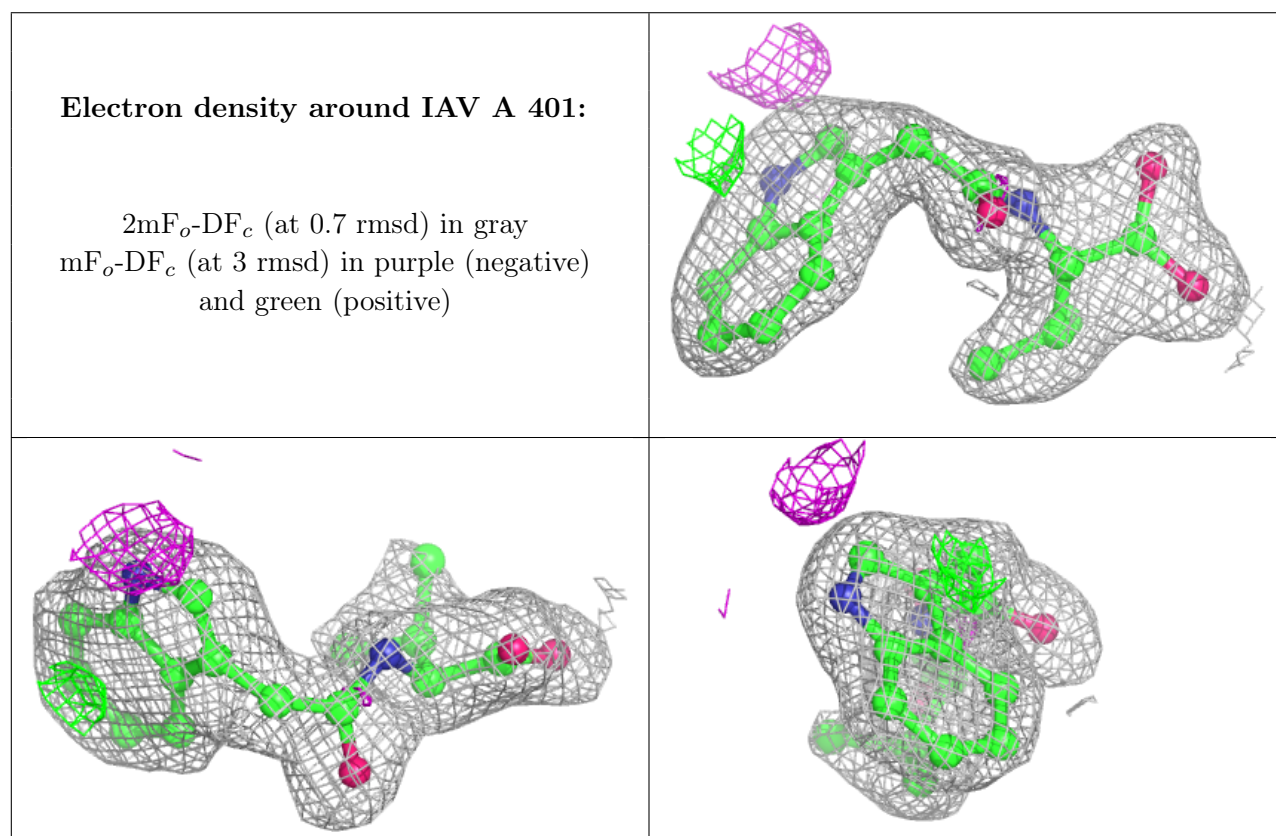 Electron density around IAV A 401:
2mFo-DFc (at 0.7 rmsd) in gray
mFo-DFc (at 3 rmsd) in purple (negative)
and green (positive)